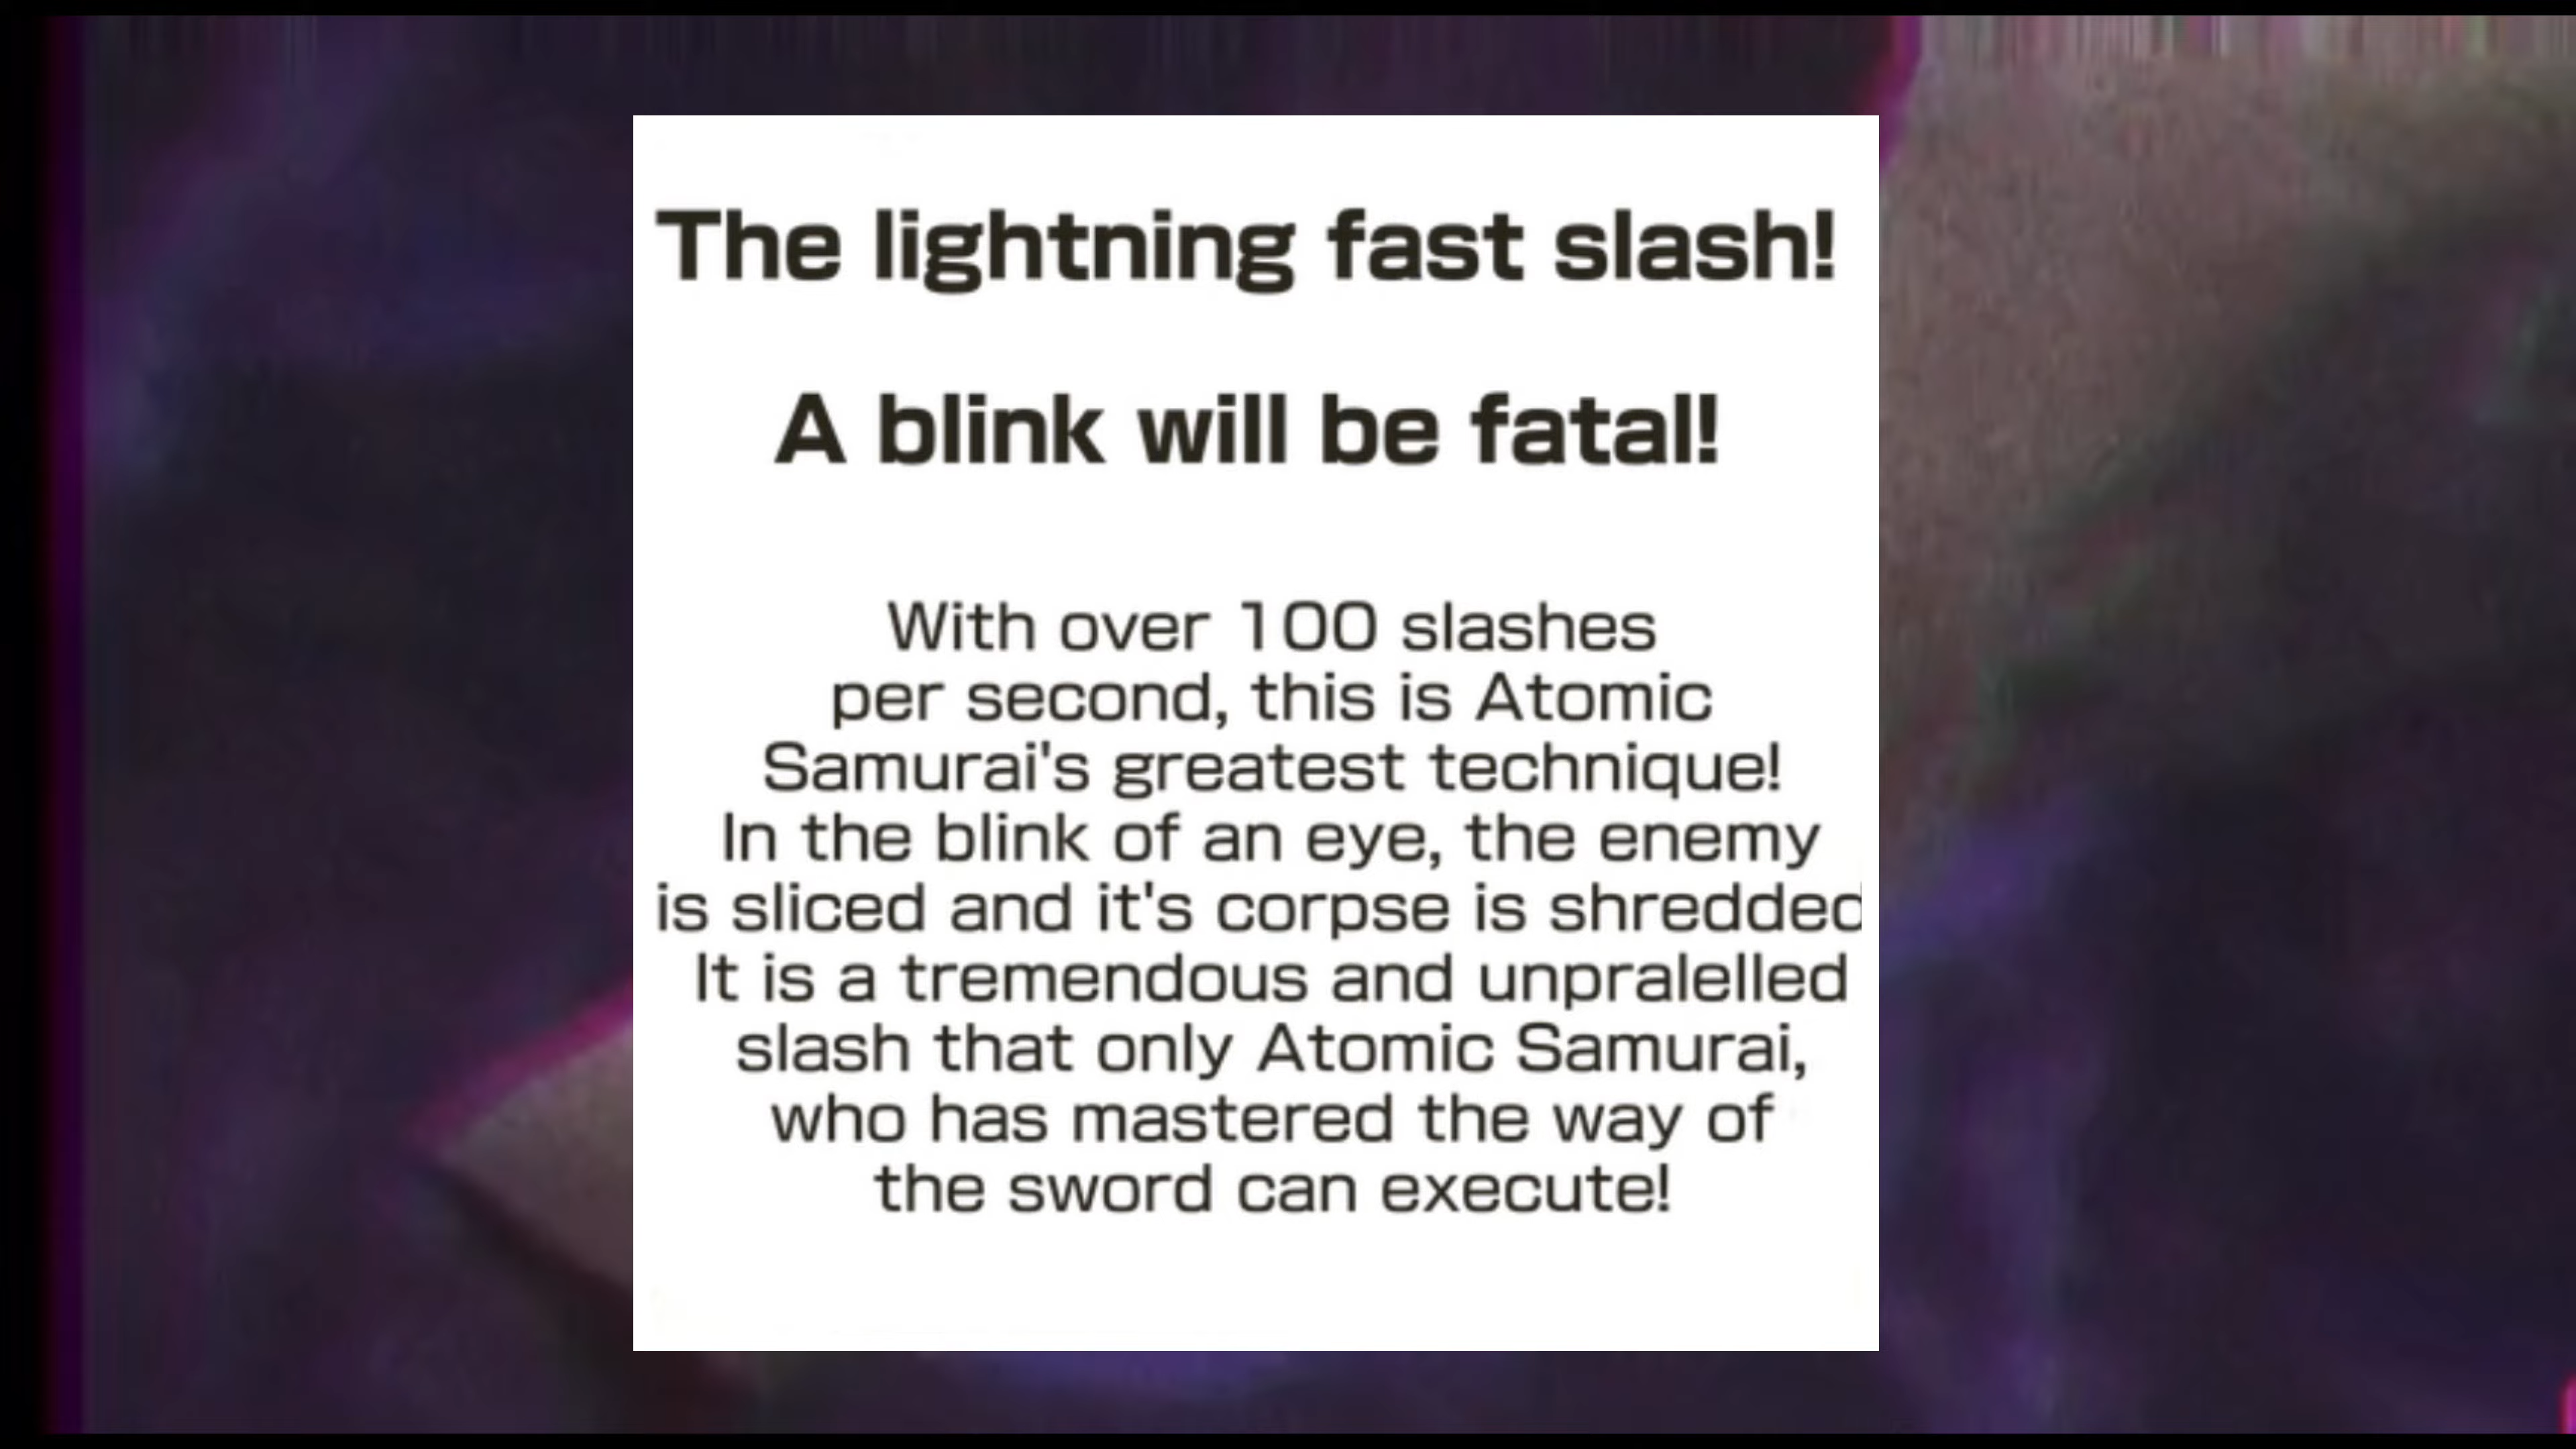 The lightning fast slash!
A blink will be fatal!
With over 100 slashes
per second, this is Atomic
Samurai's greatest technique!
In the blink of an eye, the enemy
is sliced and it's corpse is shredded
It is a tremendous and unpralelled
slash that only Atomic Samurai,
who has mastered the way of
the sword can execute!